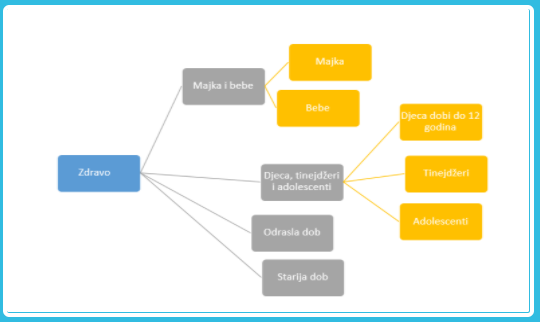 Zdravo
Majka i bebe
Majka
Bebe
Djeca, tinejdžeri
i adolescenti
Djeca dobi do 12
godina
Tinejdžeri
Adolescenti
Odrasla dob
Starija dob